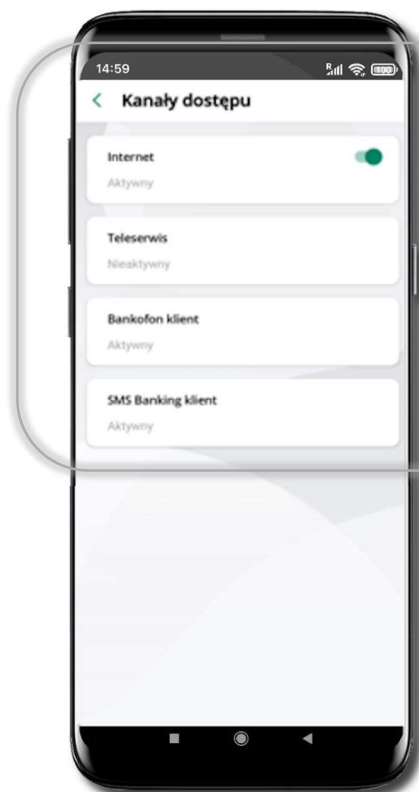 14:59
Kanały dostępu
Internet
Aktywny
Teleserwis
Nieaktywny
Bankofon klient
Aktywny
SMS Banking klient
Aktywny